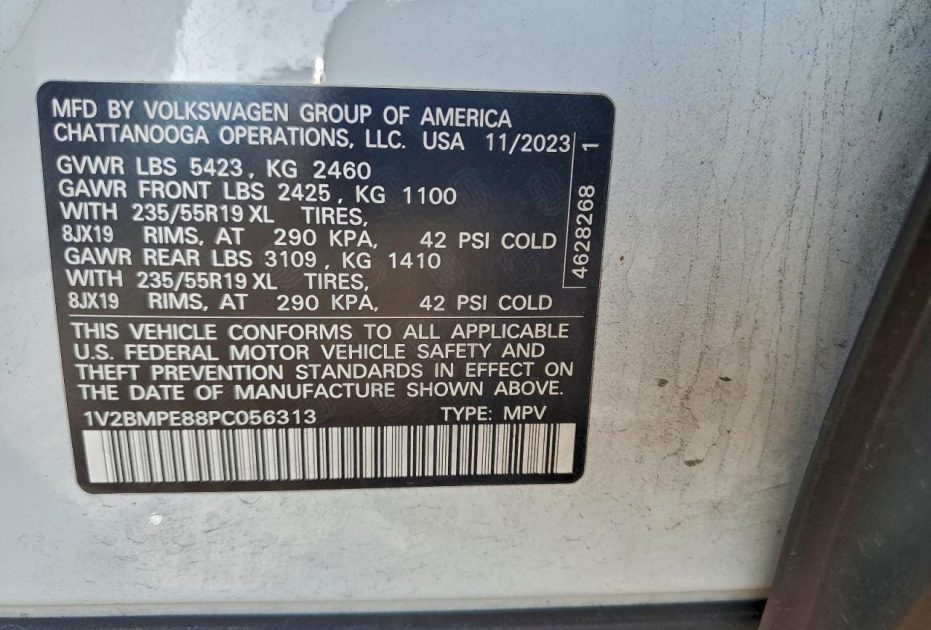 MFD BY VOLKSWAGEN GROUP OF AMERICA
CHATTANOOGA OPERATIONS, LLC. USA 11/2023
GVWR LBS 5423, KG 2460
GAWR FRONT LBS 2425, KG 1100
WITH 235/55R19 XL TIRES,
8JX19 RIMS, AT 290 KPA, 42 PSI COLD
GAWR REAR LBS 3109, KG 1410
WITH 235/55R19 XL TIRES,
8JX19 RIMS, AT 290 KPA, 42 PSI COLD
4628268 1
THIS VEHICLE CONFORMS TO ALL APPLICABLE
U.S. FEDERAL MOTOR VEHICLE SAFETY AND
THEFT PREVENTION STANDARDS IN EFFECT ON
THE DATE OF MANUFACTURE SHOWN ABOVE.
1V2BMPE88PC056313 TYPE: MPV